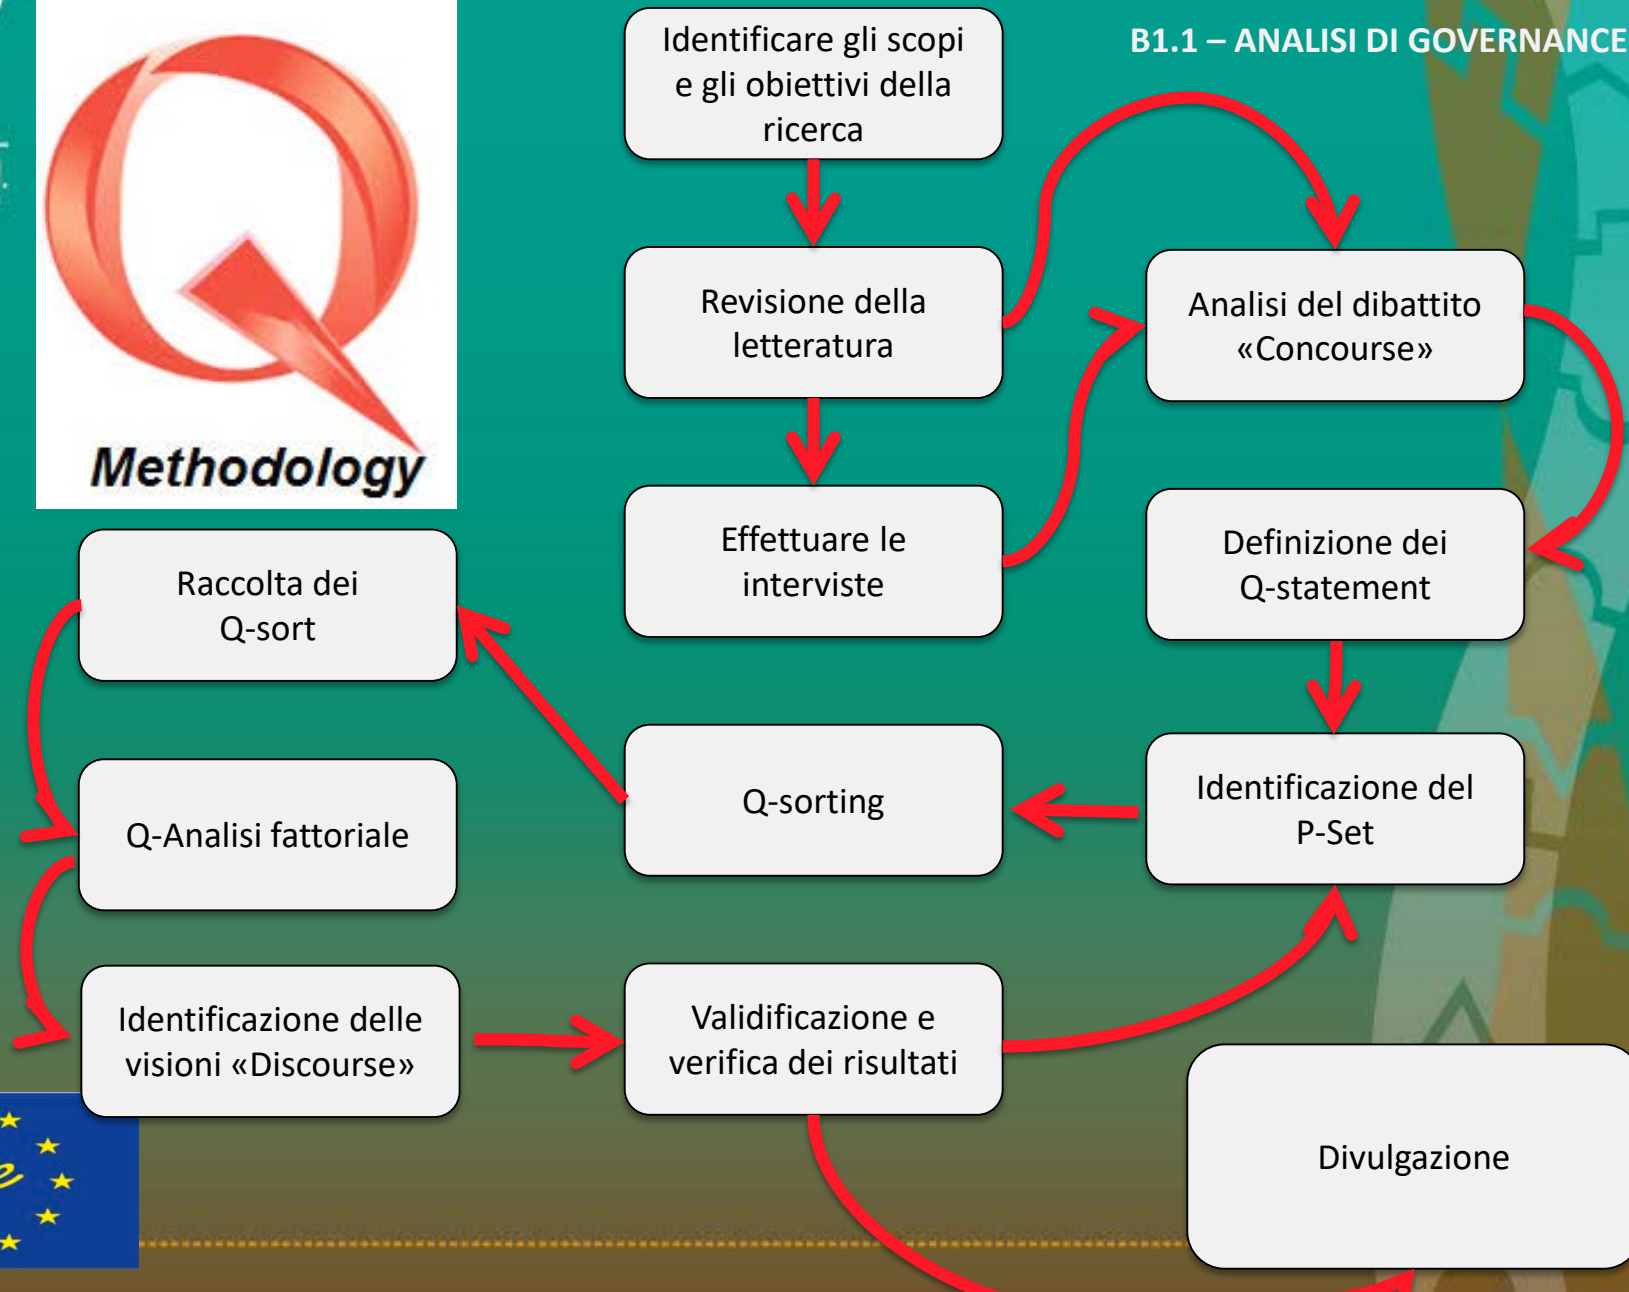 B1.1 – ANALISI DI GOVERNANCE
Q
Methodology
Identificare gli scopi
e gli obiettivi della
ricerca
Revisione della
letteratura
Effettuare le
interviste
Analisi del dibattito
«Concourse»
Definizione dei
Q-statement
Identificazione del
P-Set
Q-sorting
Raccolta dei
Q-sort
Q-Analisi fattoriale
Identificazione delle
visioni «Discourse»
Validificazione e
verifica dei risultati
Divulgazione